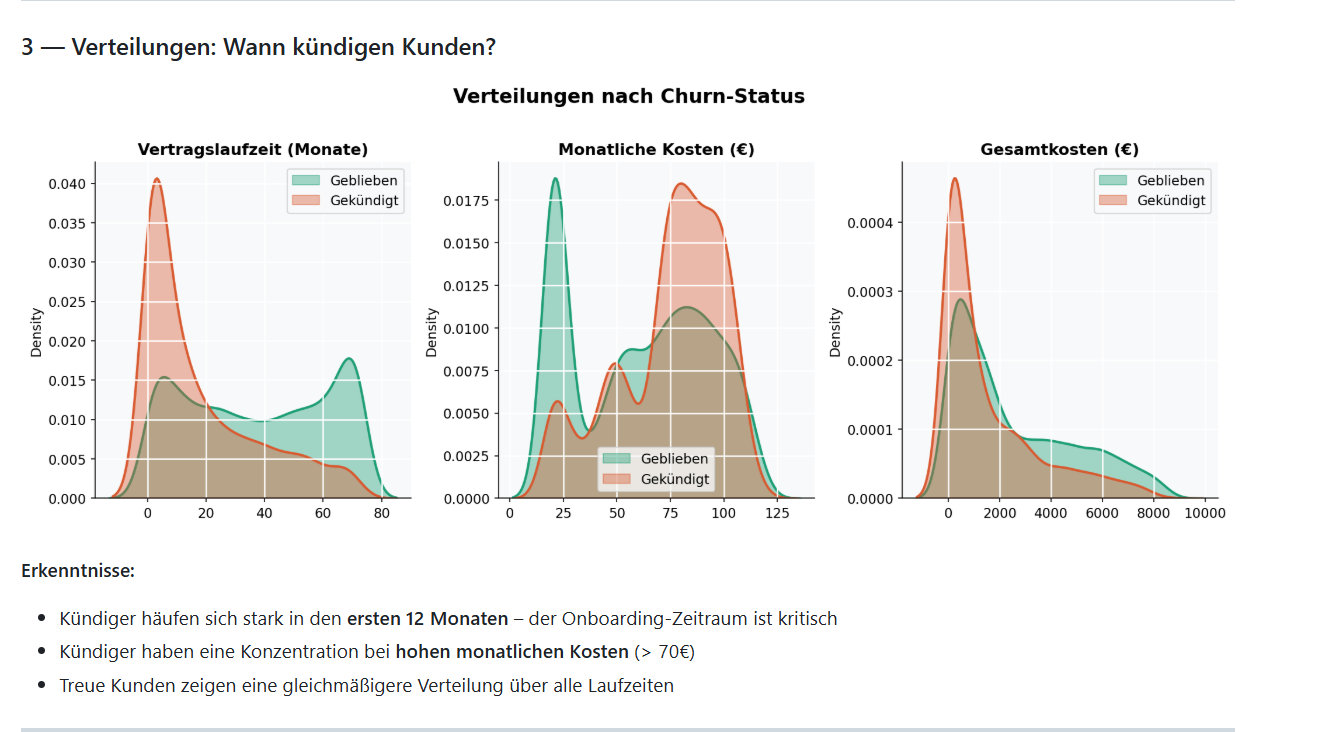 3 — Verteilungen: Wann kündigen Kunden?
Verteilungen nach Churn-Status
Vertragslaufzeit (Monate)
Geblieben
Gekündigt
Density
0.040
0.035
0.030
0.025
0.020
0.015
0.010
0.005
0.000
0 20 40 60 80
Monatliche Kosten (€)
Density
0.0175
0.0150
0.0125
0.0100
0.0075
0.0050
0.0025
0.0000
Geblieben
Gekündigt
0 25 50 75 100 125
Gesamtkosten (€)
Geblieben
Gekündigt
Density
0.0004
0.0003
0.0002
0.0001
0.0000
0 2000 4000 6000 8000 10000
Erkenntnisse:
• Kündiger häufen sich stark in den ersten 12 Monaten – der Onboarding-Zeitraum ist kritisch
• Kündiger haben eine Konzentration bei hohen monatlichen Kosten (> 70€)
• Treue Kunden zeigen eine gleichmäßigere Verteilung über alle Laufzeiten